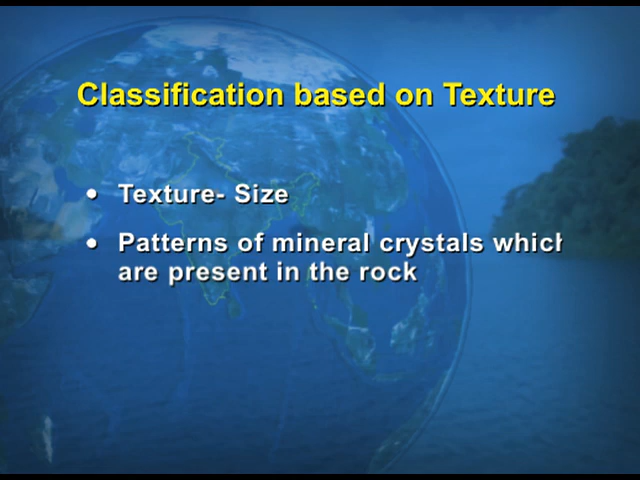 Classification based on Texture
• Texture- Size
• Patterns of mineral crystals which
are present in the rock